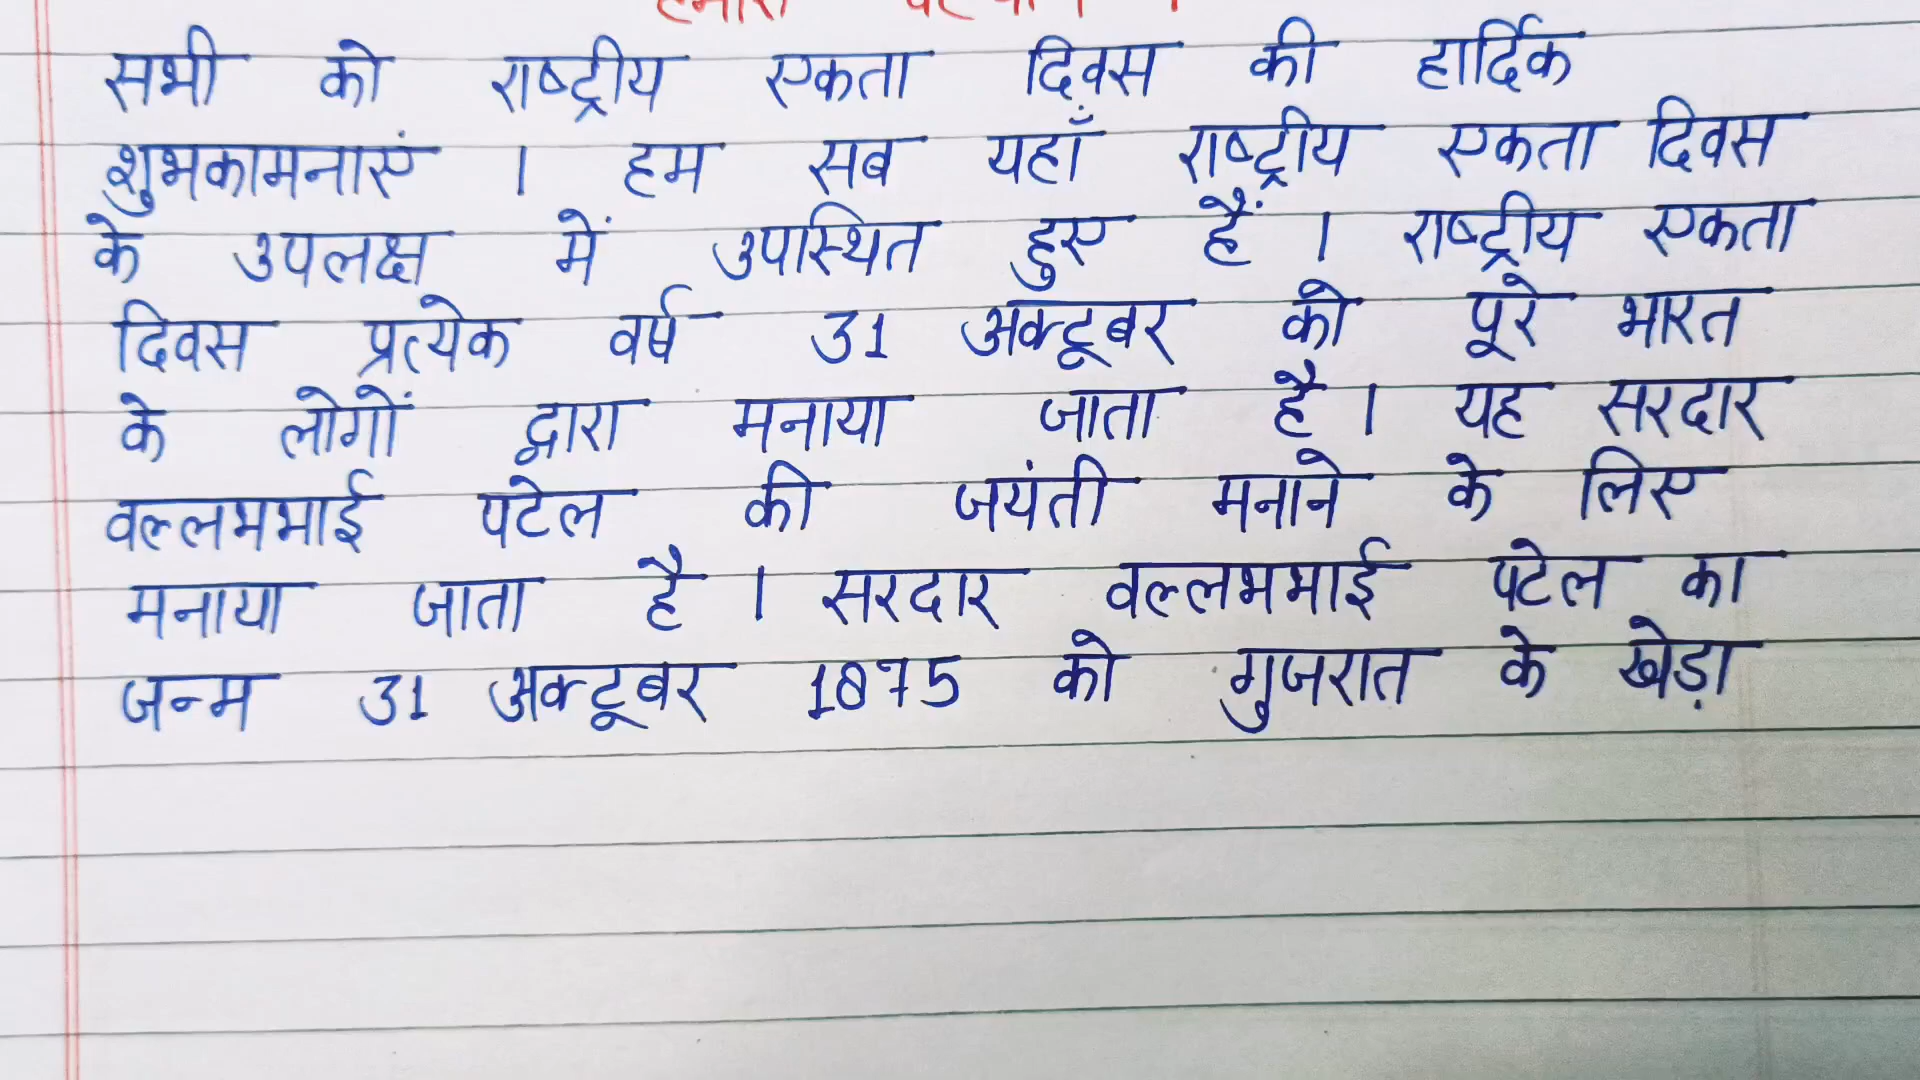 सभी को राष्ट्रीय एकता दिवस की हार्दिक
शुभकामनाएं । हम सब यहाँ राष्ट्रीय एकता दिवस
के उपलक्ष में उपस्थित हुए हैं । राष्ट्रीय एकता
दिवस प्रत्येक वर्ष 31 अक्टूबर को पूरे भारत
के लोगों द्वारा मनाया जाता है । यह सरदार
वल्लभभाई पटेल की जयंती मनाने के लिए
मनाया जाता है । सरदार वल्लभभाई पटेल का
जन्म 31 अक्टूबर 1875 को गुजरात के खेड़ा